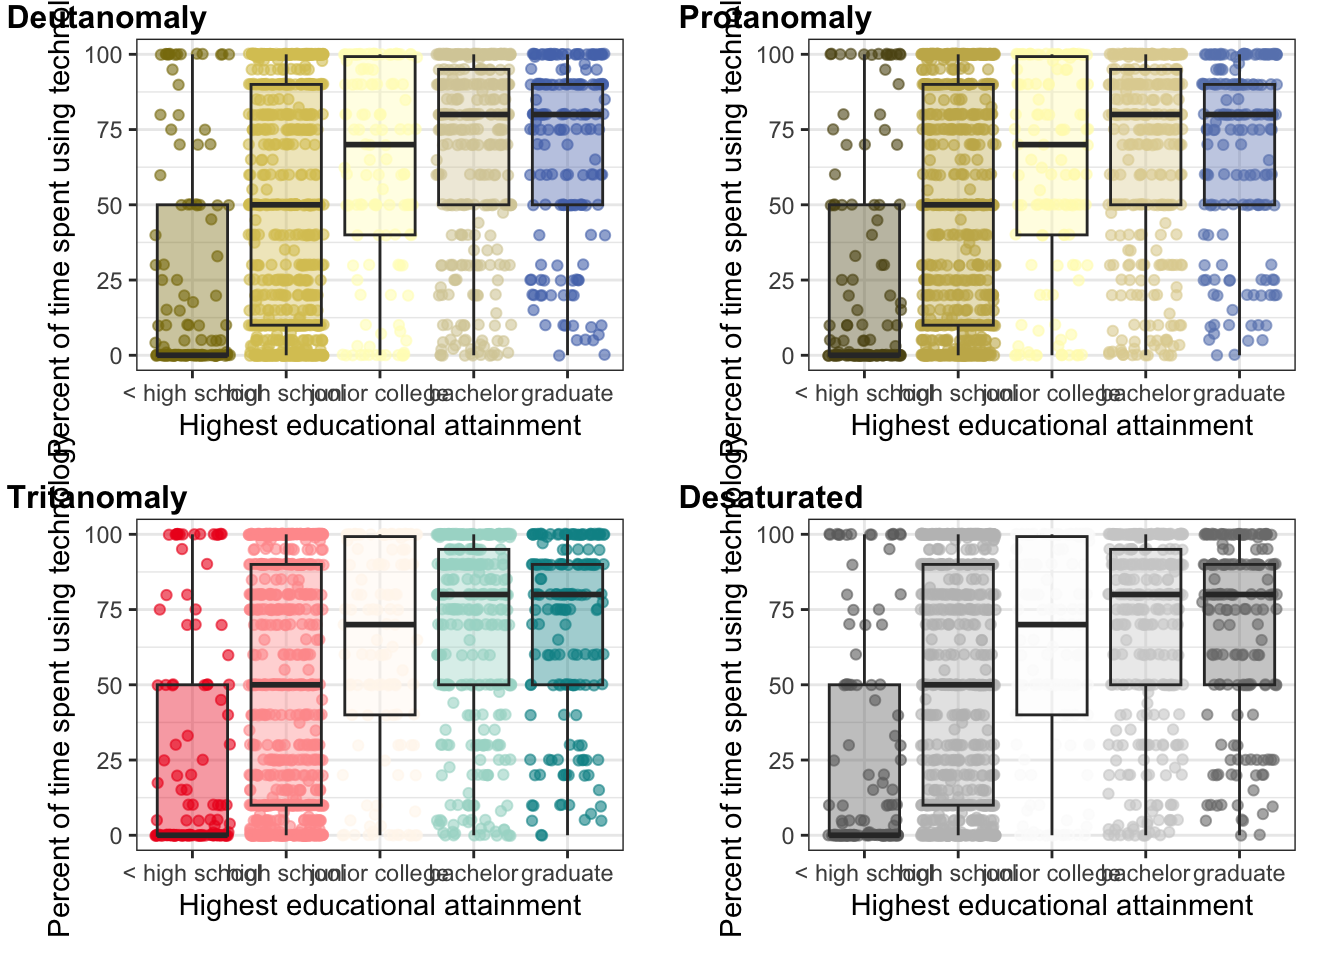 Deutanomaly
Percent of time spent using technology
100
75
50
25
0
< high school high school junior college bachelor graduate
Highest educational attainment
Protanomaly
Percent of time spent using technology
100
75
50
25
0
< high school high school junior college bachelor graduate
Highest educational attainment
Tritanomaly
Percent of time spent using technology
100
75
50
25
0
< high school high school junior college bachelor graduate
Highest educational attainment
Desaturated
Percent of time spent using technology
100
75
50
25
0
< high school high school junior college bachelor graduate
Highest educational attainment